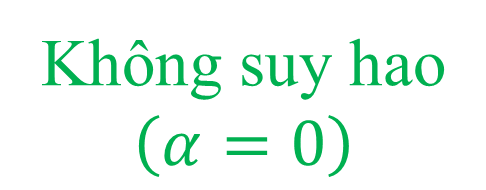 Không suy hao
(𝛼 = 0)